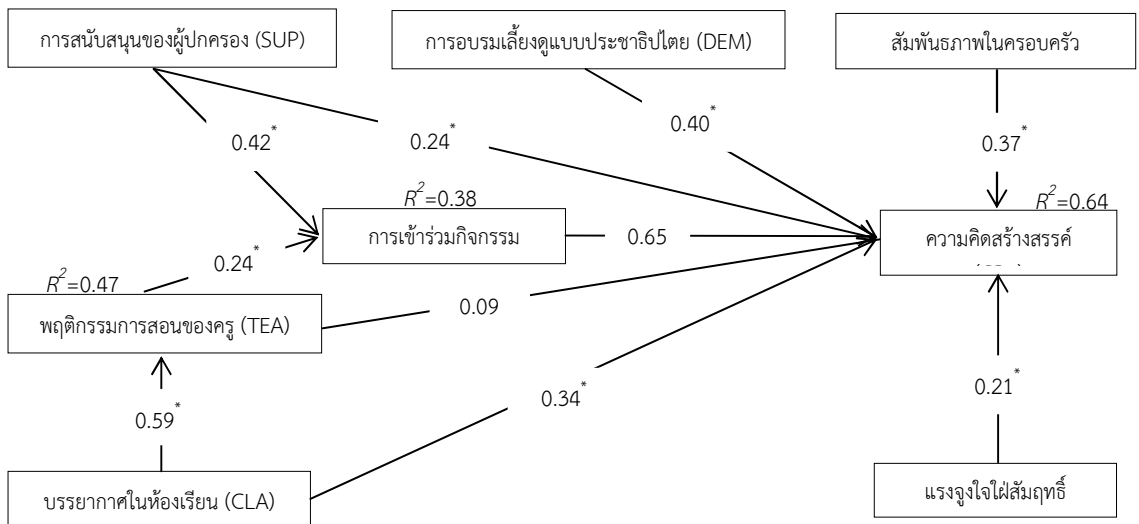 การสนับสนุนของผู้ปกครอง (SUP)
การอบรมเลี้ยงดูแบบประชาธิปไตย (DEM)
สัมพันธภาพในครอบครัว
0.42*
0.24*
0.40*
0.37*
R²=0.38
R²=0.64
การเข้าร่วมกิจกรรม
0.65
ความคิดสร้างสรรค์
0.24*
R²=0.47
พฤติกรรมการสอนของครู (TEA)
0.09
0.59*
0.34*
0.21*
บรรยากาศในห้องเรียน (CLA)
แรงจูงใจใฝ่สัมฤทธิ์